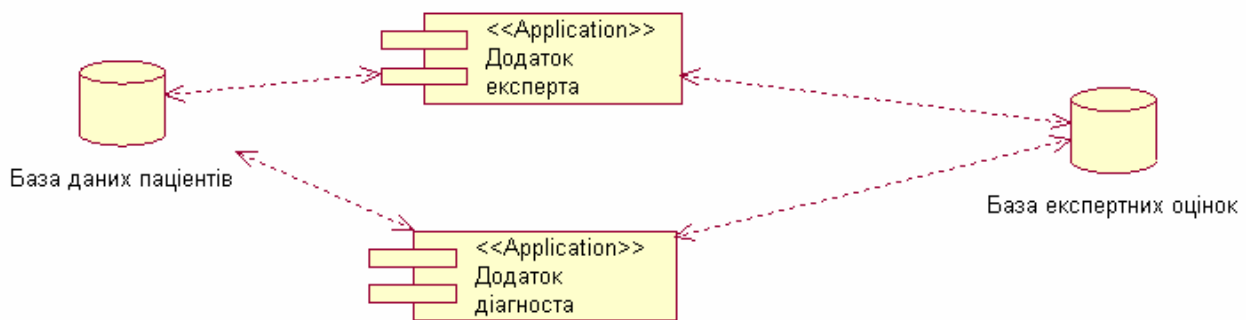 <<Application>>
Додаток
експерта
База даних пацієнтів
База експертних оцінок
<<Application>>
Додаток
діагноста